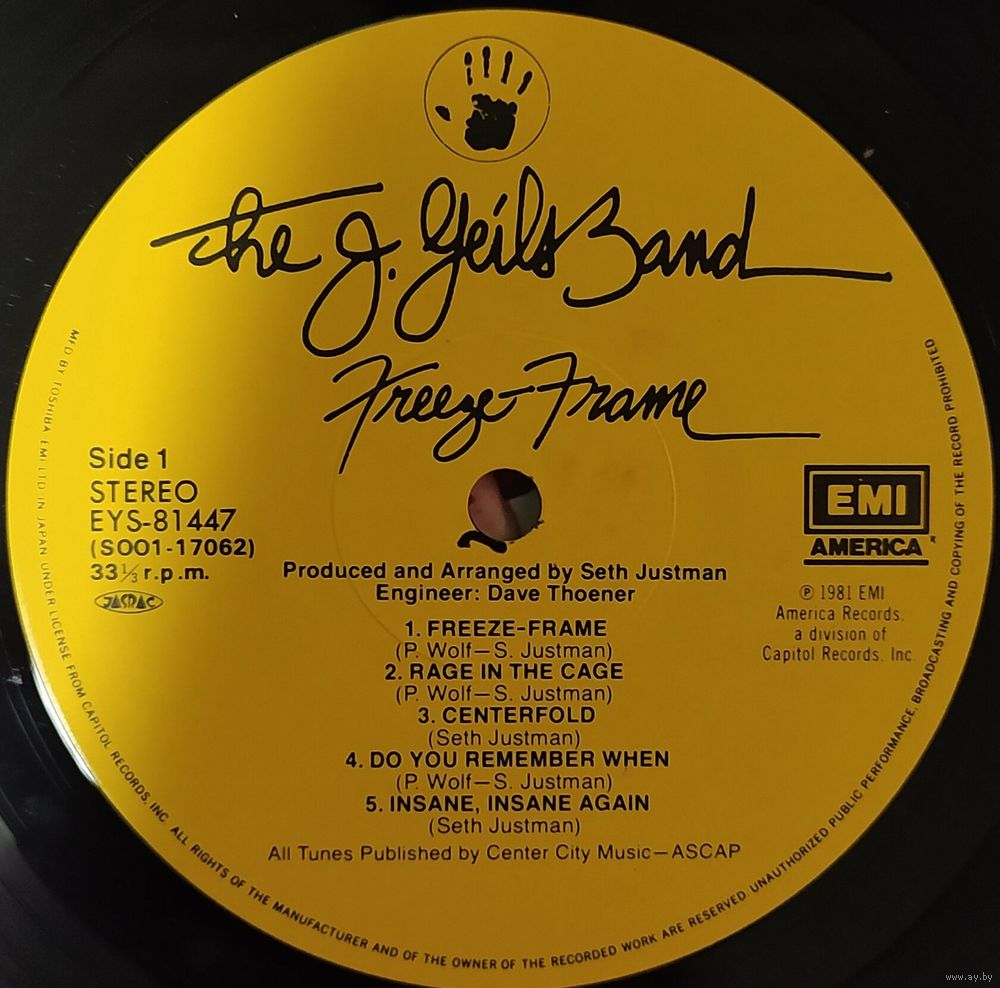 The J. Geils Band
Freeze-Frame
Side 1
STEREO
EYS-81447
(SOO1-17062)
33⅓ r.p.m.
JASRAC
EMI
AMERICA
℗ 1981 EMI
America Records.
a division of
Capitol Records. Inc.
Produced and Arranged by Seth Justman
Engineer: Dave Thoener
1. FREEZE-FRAME
(P. Wolf—S. Justman)
2. RAGE IN THE CAGE
(P. Wolf—S. Justman)
3. CENTERFOLD
(Seth Justman)
4. DO YOU REMEMBER WHEN
(P. Wolf—S. Justman)
5. INSANE, INSANE AGAIN
(Seth Justman)
All Tunes Published by Center City Music—ASCAP
MFD BY TOSHIBA EMI LTD IN JAPAN UNDER LICENSE FROM CAPITOL RECORDS, INC. ALL RIGHTS OF THE MANUFACTURER AND OF THE OWNER OF THE RECORDED WORK ARE RESERVED. UNAUTHORIZED PUBLIC PERFORMANCE, BROADCASTING AND COPYING OF THE RECORD PROHIBITED
www.ay.by